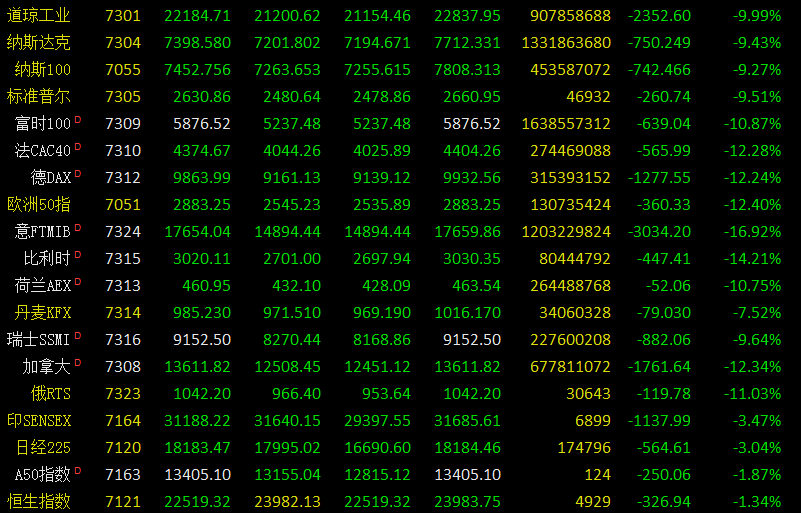 道琼工业 7301 22184.71 21200.62 21154.46 22837.95 907858688 -2352.60 -9.99%
纳斯达克 7304 7398.580 7201.802 7194.671 7712.331 1331863680 -750.249 -9.43%
纳斯100 7055 7452.756 7263.653 7255.615 7808.313 453587072 -742.466 -9.27%
标准普尔 7305 2630.86 2480.64 2478.86 2660.95 46932 -260.74 -9.51%
富时100 D 7309 5876.52 5237.48 5237.48 5876.52 1638557312 -639.04 -10.87%
法CAC40 D 7310 4374.67 4044.26 4025.89 4404.26 274469088 -565.99 -12.28%
德DAX D 7312 9863.99 9161.13 9139.12 9932.56 315393152 -1277.55 -12.24%
欧洲50指 7051 2883.25 2545.23 2535.89 2883.25 130735424 -360.33 -12.40%
意FTMIB D 7324 17654.04 14894.44 14894.44 17659.86 1203229824 -3034.20 -16.92%
比利时 D 7315 3020.11 2701.00 2697.94 3030.35 80444792 -447.41 -14.21%
荷兰AEX D 7313 460.95 432.10 428.09 463.54 264488768 -52.06 -10.75%
丹麦KFX 7314 985.230 971.510 969.190 1016.170 34060328 -79.030 -7.52%
瑞士SSMI D 7316 9152.50 8270.44 8168.86 9152.50 227600208 -882.06 -9.64%
加拿大 D 7308 13611.82 12508.45 12451.12 13611.82 677811072 -1761.64 -12.34%
俄RTS 7323 1042.20 966.40 953.64 1042.20 30643 -119.78 -11.03%
印SENSEX 7164 31188.22 31640.15 29397.55 31685.61 6899 -1137.99 -3.47%
日经225 7120 18183.47 17995.02 16690.60 18184.46 174796 -564.61 -3.04%
A50指数 D 7163 13405.10 13155.04 12815.12 13405.10 124 -250.06 -1.87%
恒生指数 7121 22519.32 23982.13 22519.32 23983.75 4929 -326.94 -1.34%